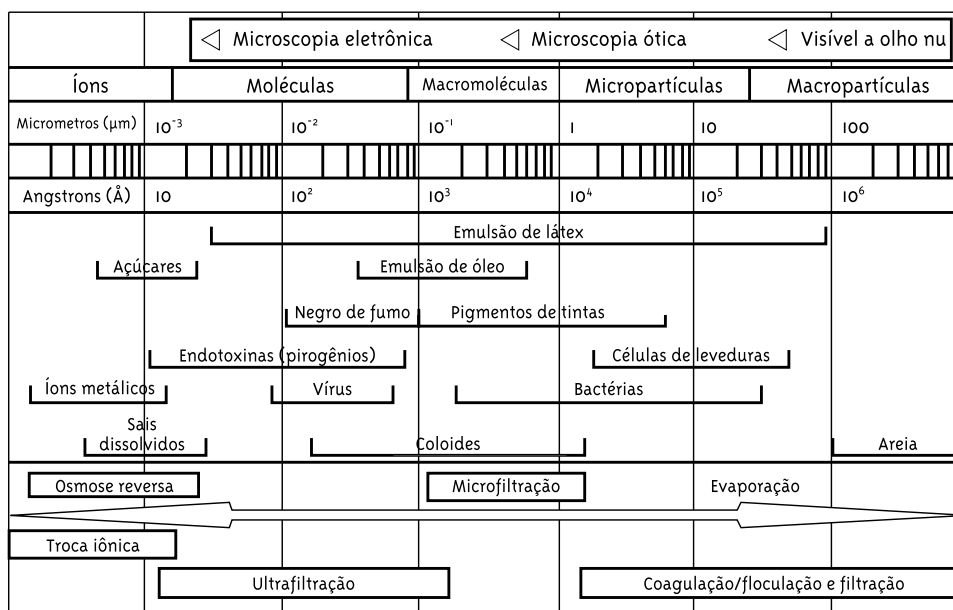 Microscopia eletrônica Microscopia ótica Visível a olho nu
Íons Moléculas Macromoléculas Micropartículas Macropartículas
Micrometros (μm) 10⁻³ 10⁻² 10⁻¹ 1 10 100
Angstrons (Å) 10 10² 10³ 10⁴ 10⁵ 10⁶
Emulsão de látex
Açúcares Emulsão de óleo
Negro de fumo Pigmentos de tintas
Endotoxinas (pirogênios) Células de leveduras
Íons metálicos Vírus Bactérias
Sais
dissolvidos Coloides Areia
Osmose reversa Microfiltração Evaporação
Troca iônica
Ultrafiltração Coagulação/floculação e filtração